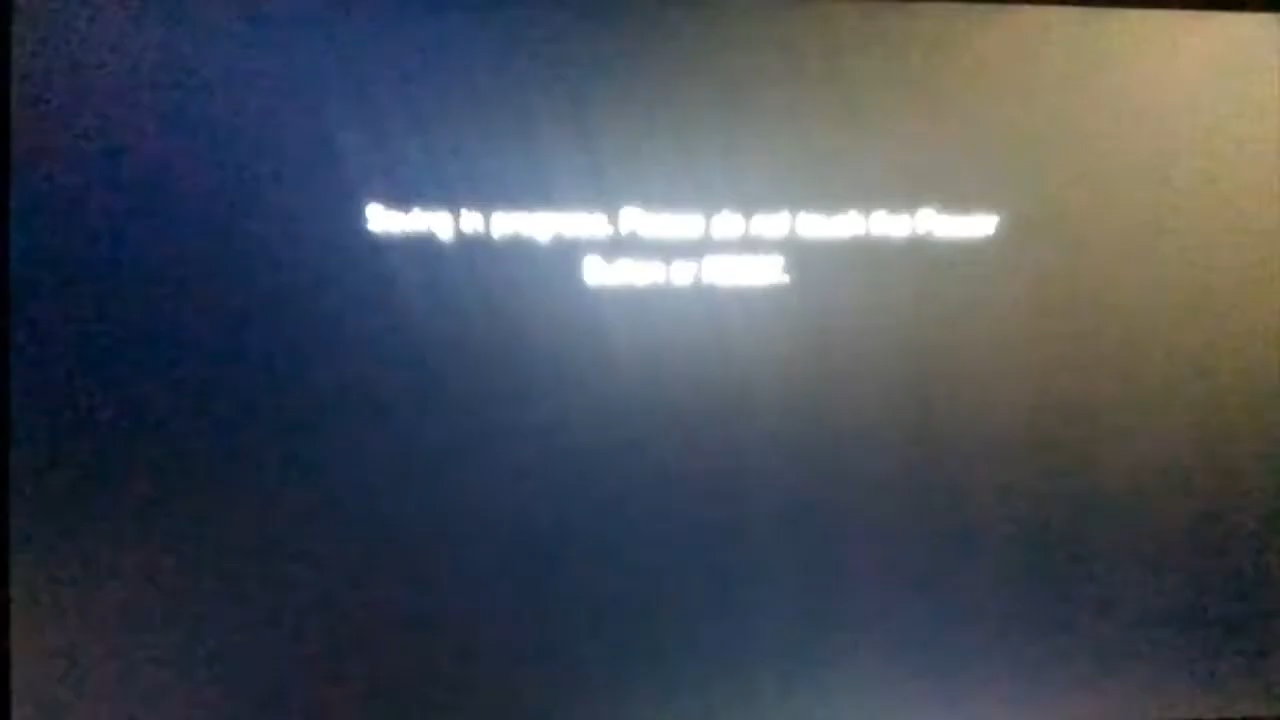 Saving in progress. Please do not touch the Power
Button or RESET.